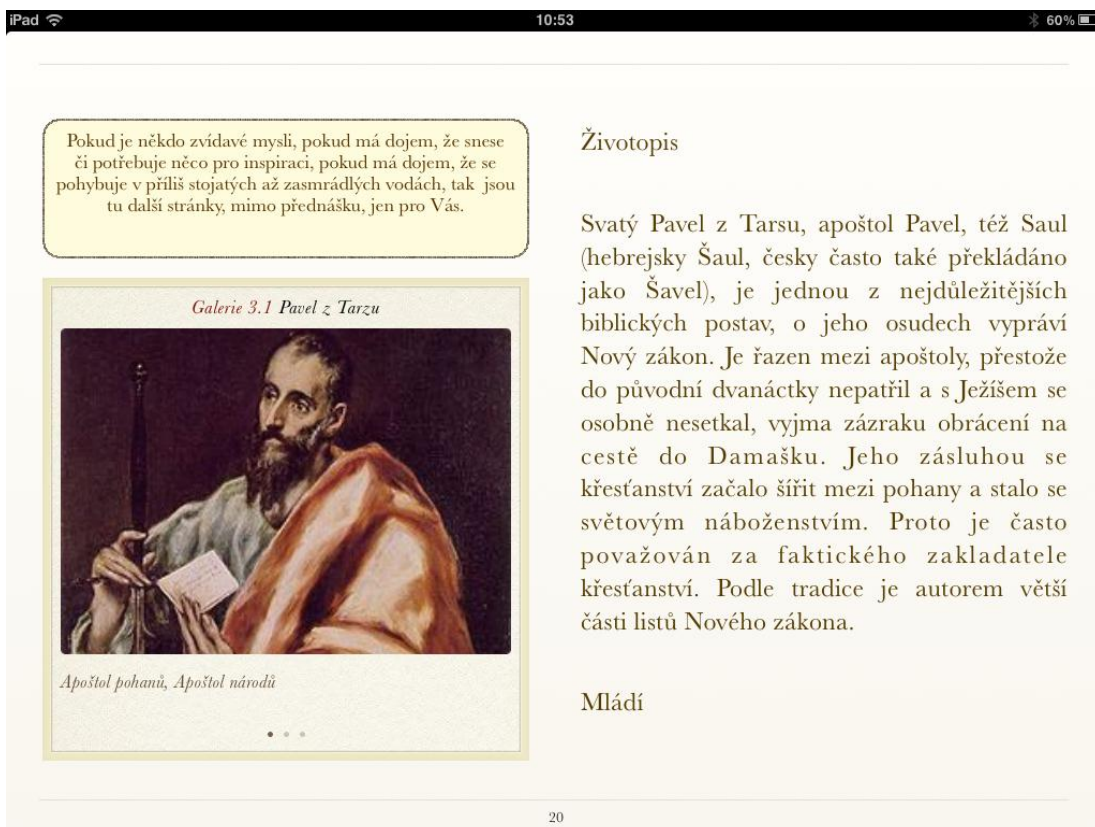 iPad 10:53 60%
Pokud je někdo zvídavé mysli, pokud má dojem, že snese
či potřebuje něco pro inspiraci, pokud má dojem, že se
pohybuje v příliš stojatých až zasmrádlých vodách, tak jsou
tu další stránky, mimo přednášku, jen pro Vás.
Galerie 3.1 Pavel z Tarzu
Apoštol pohanů, Apoštol národů
Životopis
Svatý Pavel z Tarsu, apoštol Pavel, též Saul
(hebrejsky Šaul, česky často také překládáno
jako Šavel), je jednou z nejdůležitějších
biblických postav, o jeho osudech vypráví
Nový zákon. Je řazen mezi apoštoly, přestože
do původní dvanáctky nepatřil a s Ježíšem se
osobně nesetkal, vyjma zázraku obrácení na
cestě do Damašku. Jeho zásluhou se
křesťanství začalo šířit mezi pohany a stalo se
světovým náboženstvím. Proto je často
považován za faktického zakladatele
křesťanství. Podle tradice je autorem větší
části listů Nového zákona.
Mládí
20